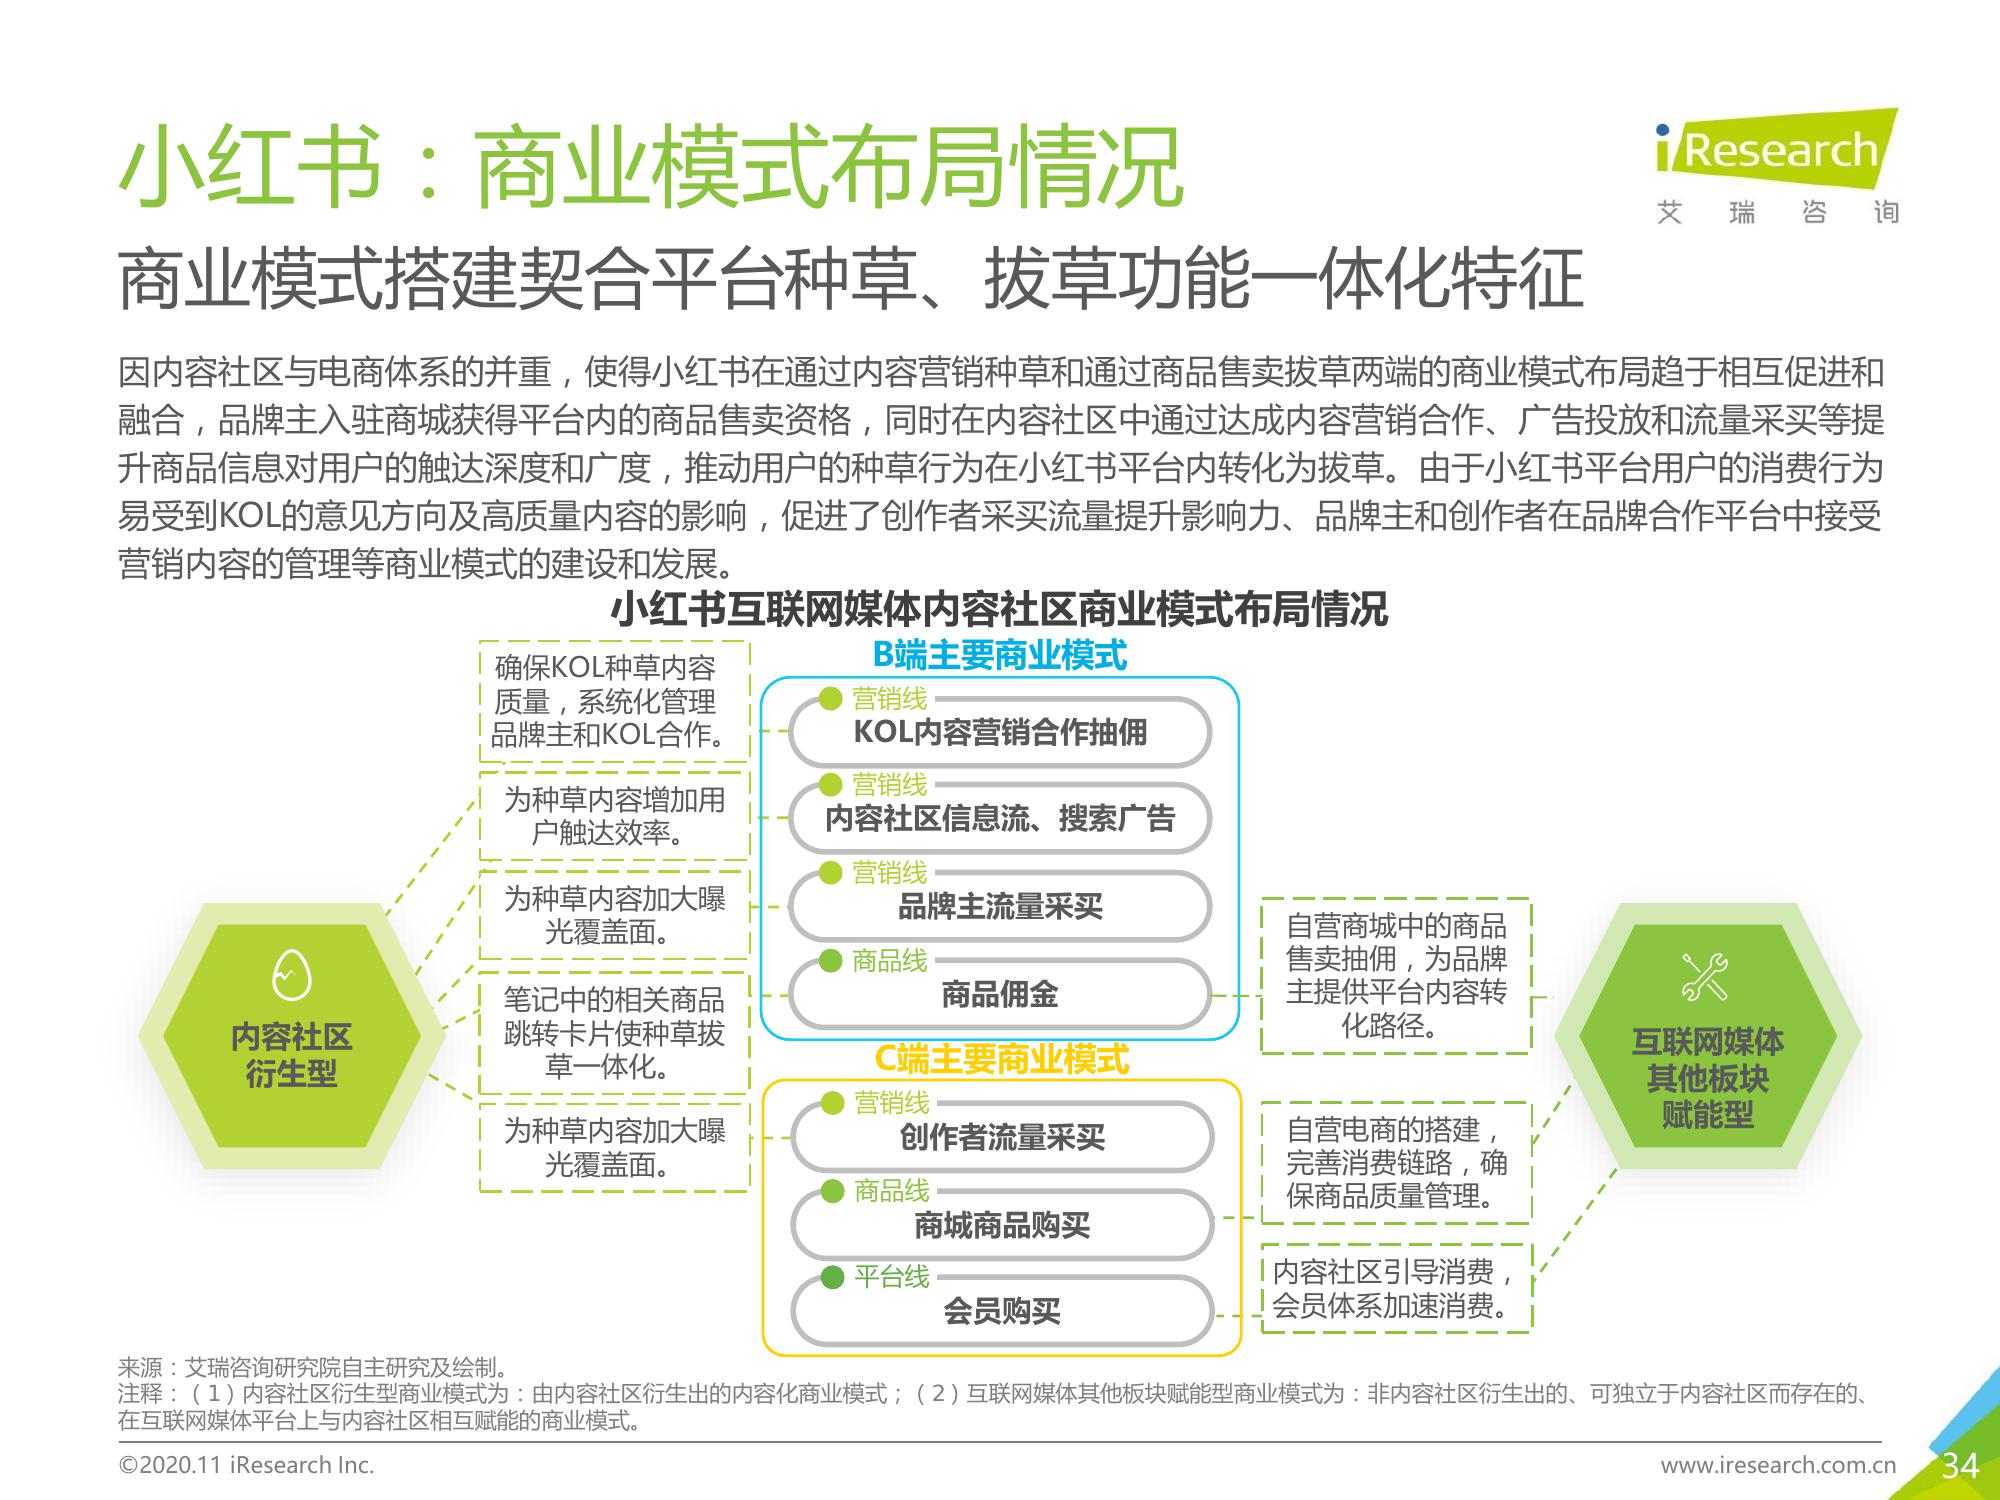 小红书：商业模式布局情况
iResearch
艾瑞咨询
商业模式搭建契合平台种草、拔草功能一体化特征
因内容社区与电商体系的并重，使得小红书在通过内容营销种草和通过商品售卖拔草两端的商业模式布局趋于相互促进和
融合，品牌主入驻商城获得平台内的商品售卖资格，同时在内容社区中通过达成内容营销合作、广告投放和流量采买等提
升商品信息对用户的触达深度和广度，推动用户的种草行为在小红书平台内转化为拔草。由于小红书平台用户的消费行为
易受到KOL的意见方向及高质量内容的影响，促进了创作者采买流量提升影响力、品牌主和创作者在品牌合作平台中接受
营销内容的管理等商业模式的建设和发展。
小红书互联网媒体内容社区商业模式布局情况
内容社区
衍生型
确保KOL种草内容
质量，系统化管理
品牌主和KOL合作。
为种草内容增加用
户触达效率。
为种草内容加大曝
光覆盖面。
笔记中的相关商品
跳转卡片使种草拔
草一体化。
为种草内容加大曝
光覆盖面。
B端主要商业模式
营销线
KOL内容营销合作抽佣
营销线
内容社区信息流、搜索广告
营销线
品牌主流量采买
商品线
商品佣金
C端主要商业模式
营销线
创作者流量采买
商品线
商城商品购买
平台线
会员购买
自营商城中的商品
售卖抽佣，为品牌
主提供平台内容转
化路径。
自营电商的搭建，
完善消费链路，确
保商品质量管理。
内容社区引导消费，
会员体系加速消费。
互联网媒体
其他板块
赋能型
来源：艾瑞咨询研究院自主研究及绘制。
注释：（1）内容社区衍生型商业模式为：由内容社区衍生出的内容化商业模式；（2）互联网媒体其他板块赋能型商业模式为：非内容社区衍生出的、可独立于内容社区而存在的、
在互联网媒体平台上与内容社区相互赋能的商业模式。
©2020.11 iResearch Inc.
www.iresearch.com.cn
34